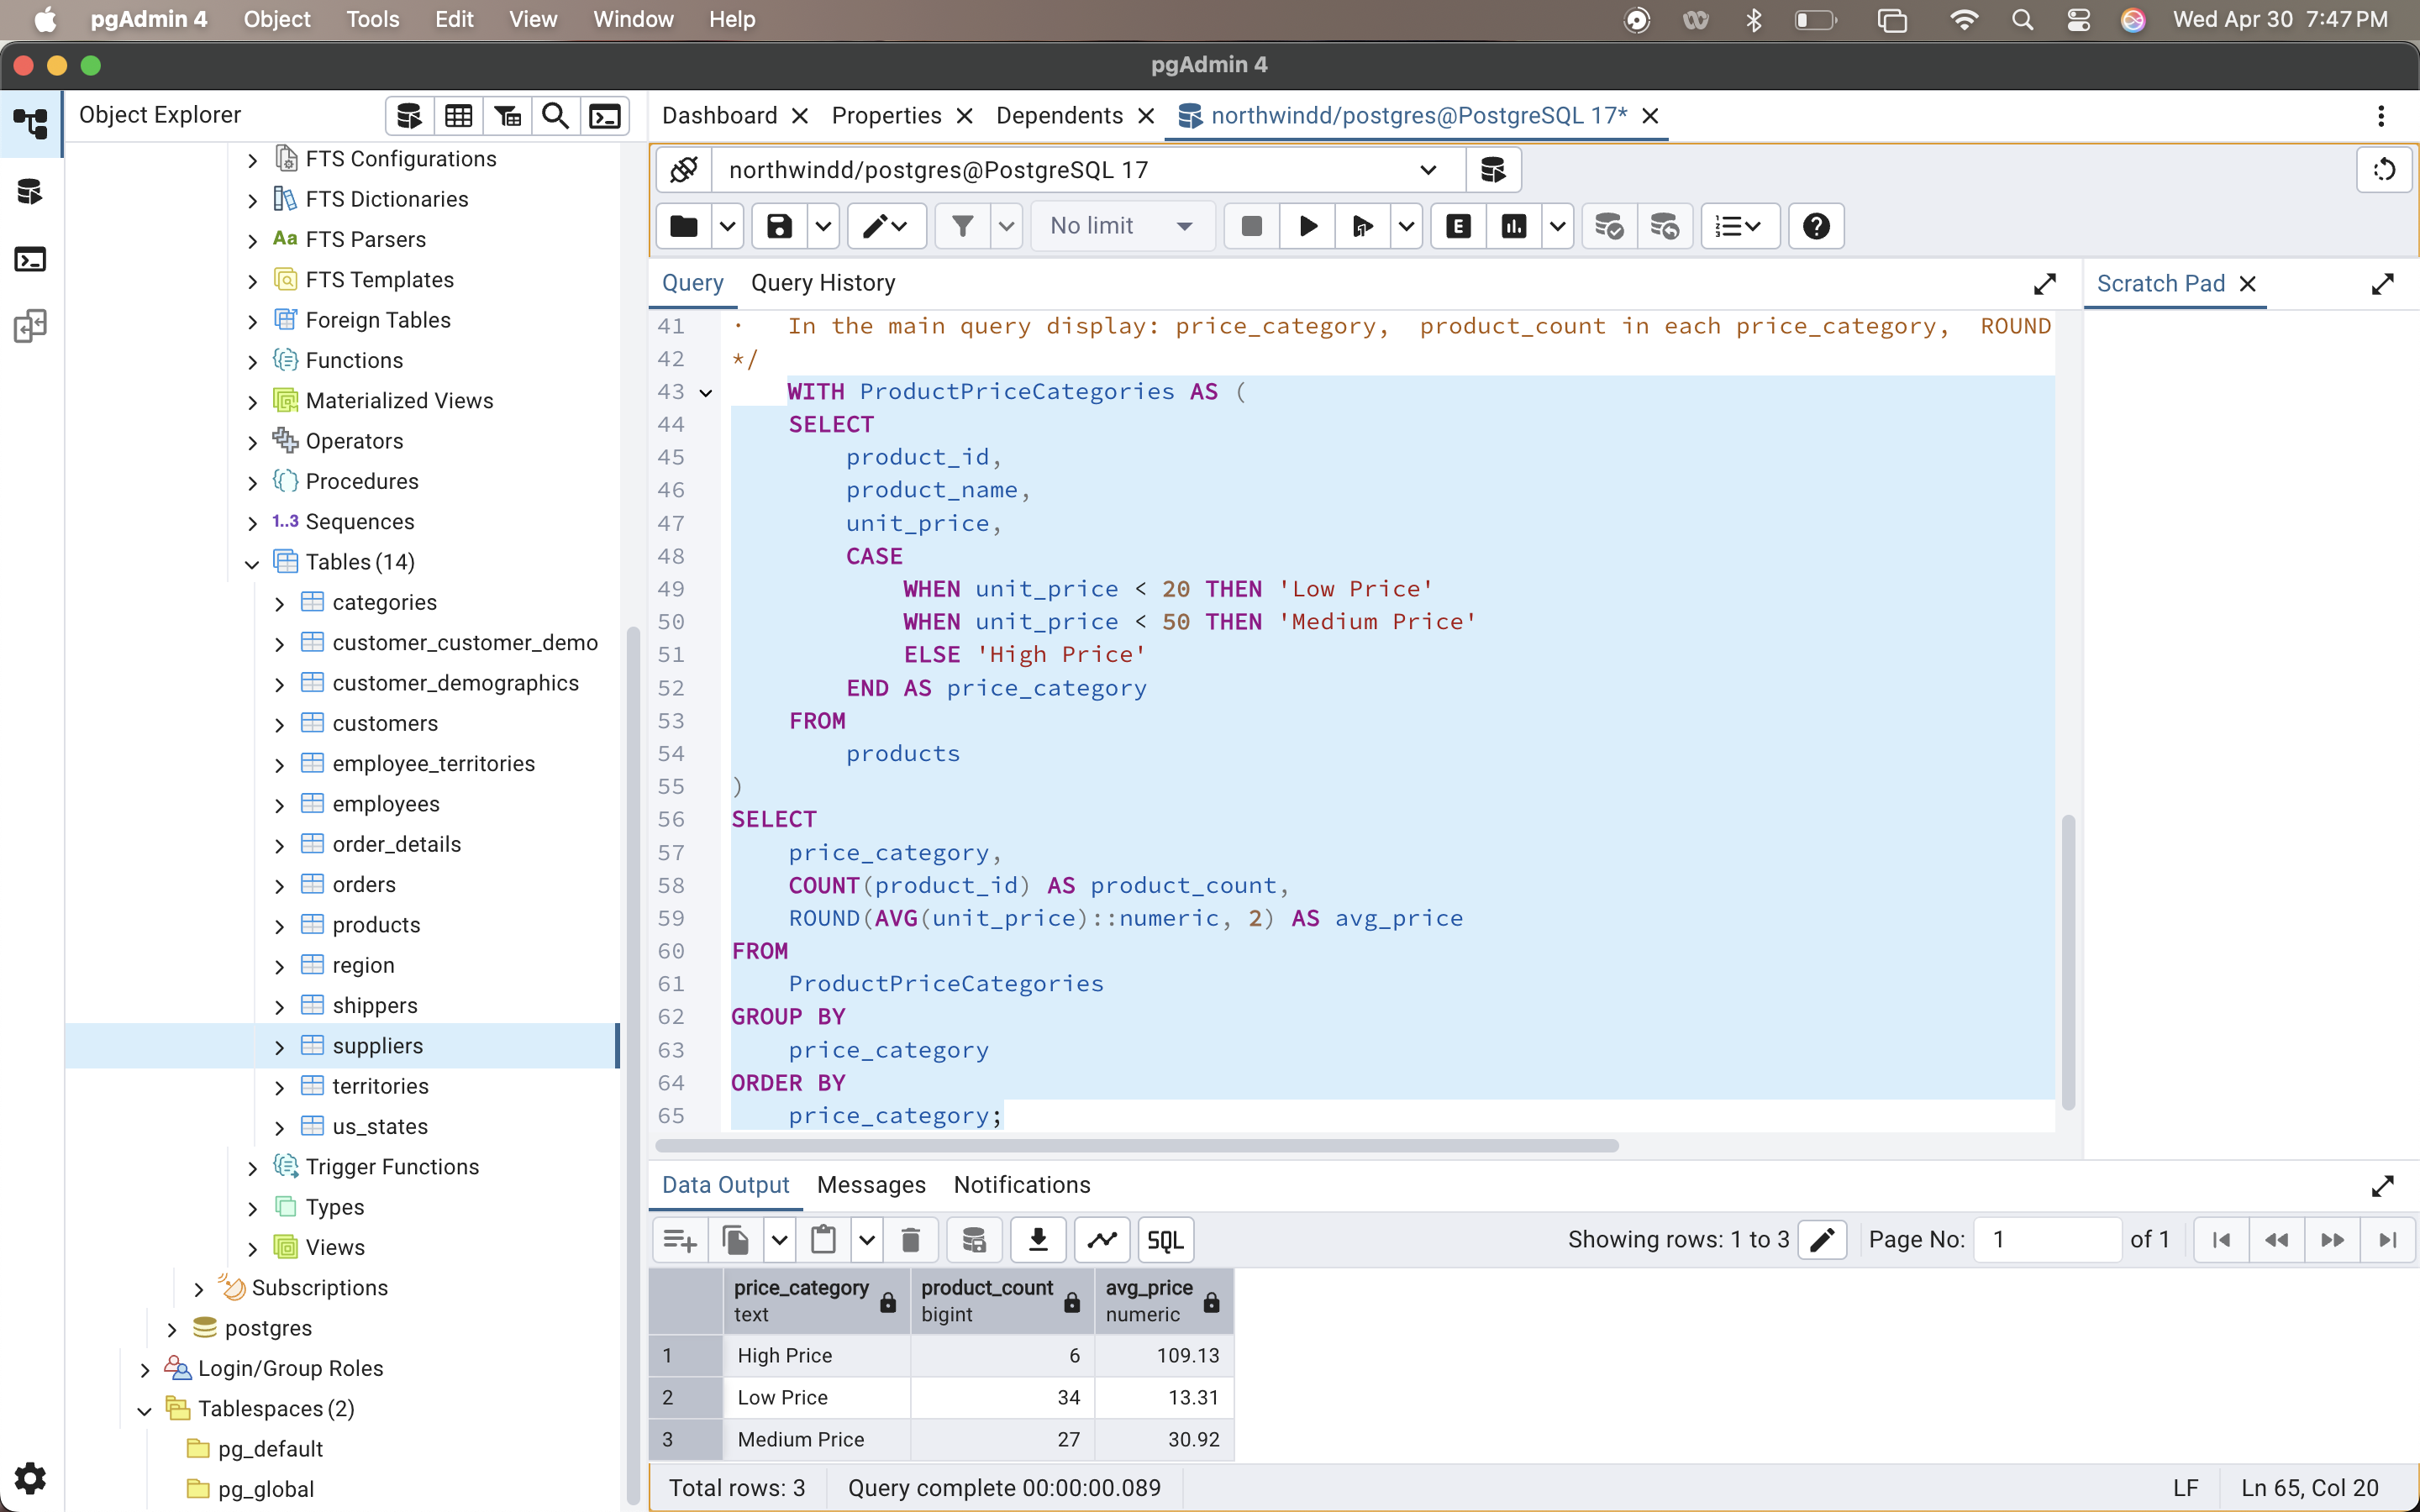 pgAdmin 4 Object Tools Edit View Window Help Wed Apr 30 7:47 PM
pgAdmin 4
Object Explorer
Dashboard Properties Dependents northwindd/postgres@PostgreSQL 17*
FTS Configurations
FTS Dictionaries
Aa FTS Parsers
FTS Templates
Foreign Tables
Functions
Materialized Views
Operators
Procedures
1..3 Sequences
Tables (14)
categories
customer_customer_demo
customer_demographics
customers
employee_territories
employees
order_details
orders
products
region
shippers
suppliers
territories
us_states
Trigger Functions
Types
Views
Subscriptions
postgres
Login/Group Roles
Tablespaces (2)
pg_default
pg_global
northwindd/postgres@PostgreSQL 17
No limit
E
Query Query History
Scratch Pad
41 · In the main query display: price_category, product_count in each price_category, ROUND
42 */
43 WITH ProductPriceCategories AS (
44 SELECT
45 product_id,
46 product_name,
47 unit_price,
48 CASE
49 WHEN unit_price < 20 THEN 'Low Price'
50 WHEN unit_price < 50 THEN 'Medium Price'
51 ELSE 'High Price'
52 END AS price_category
53 FROM
54 products
55 )
56 SELECT
57 price_category,
58 COUNT(product_id) AS product_count,
59 ROUND(AVG(unit_price)::numeric, 2) AS avg_price
60 FROM
61 ProductPriceCategories
62 GROUP BY
63 price_category
64 ORDER BY
65 price_category;
Data Output Messages Notifications
SQL
Showing rows: 1 to 3 Page No: 1 of 1
price_category product_count avg_price
text bigint numeric
1 High Price 6 109.13
2 Low Price 34 13.31
3 Medium Price 27 30.92
Total rows: 3 Query complete 00:00:00.089 LF Ln 65, Col 20